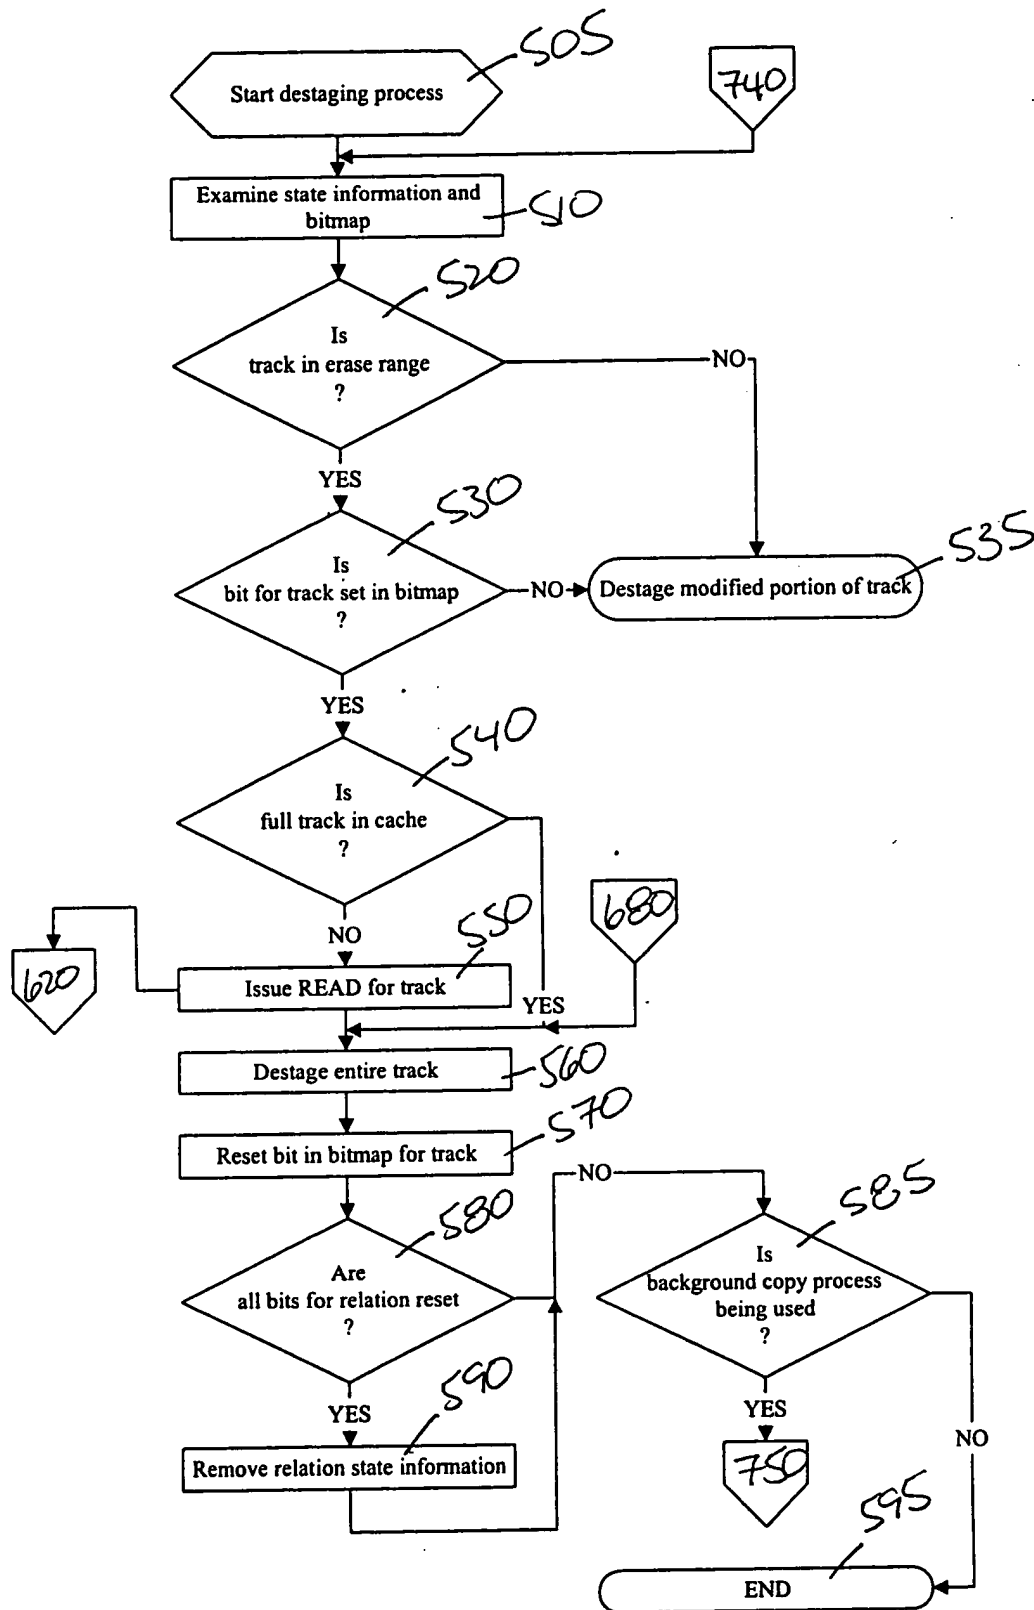 505
740
Start destaging process
Examine state information and
bitmap
510
520
Is
track in erase range
?
NO
YES
530
Is
bit for track set in bitmap
?
NO
535
Destage modified portion of track
YES
540
Is
full track in cache
?
680
NO
550
620
Issue READ for track
YES
Destage entire track
560
570
Reset bit in bitmap for track
NO
580
585
Are
all bits for relation reset
?
Is
background copy process
being used
?
590
YES
YES
NO
Remove relation state information
750
595
END